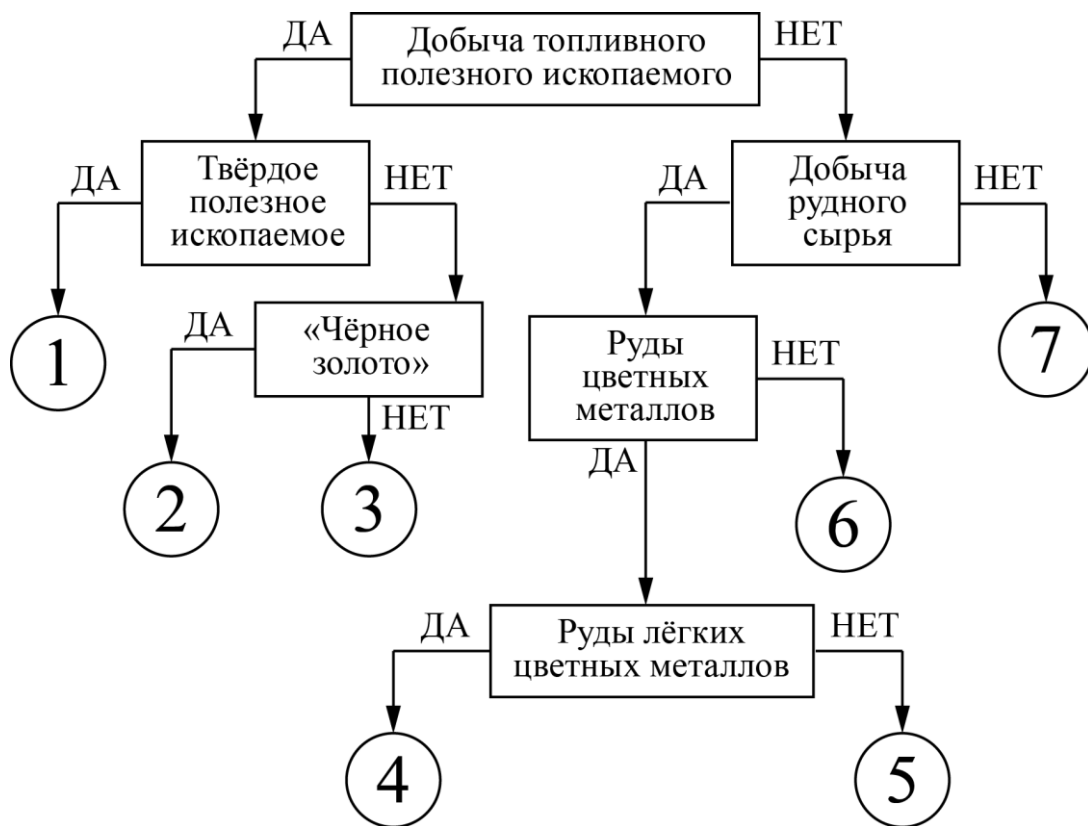 ДА
Добыча топливного
полезного ископаемого
НЕТ
ДА
Твёрдое
полезное
ископаемое
НЕТ
ДА
Добыча
рудного
сырья
НЕТ
1
ДА
«Чёрное
золото»
НЕТ
Руды
цветных
металлов
НЕТ
ДА
7
2
3
6
ДА
Руды лёгких
цветных металлов
НЕТ
4
5